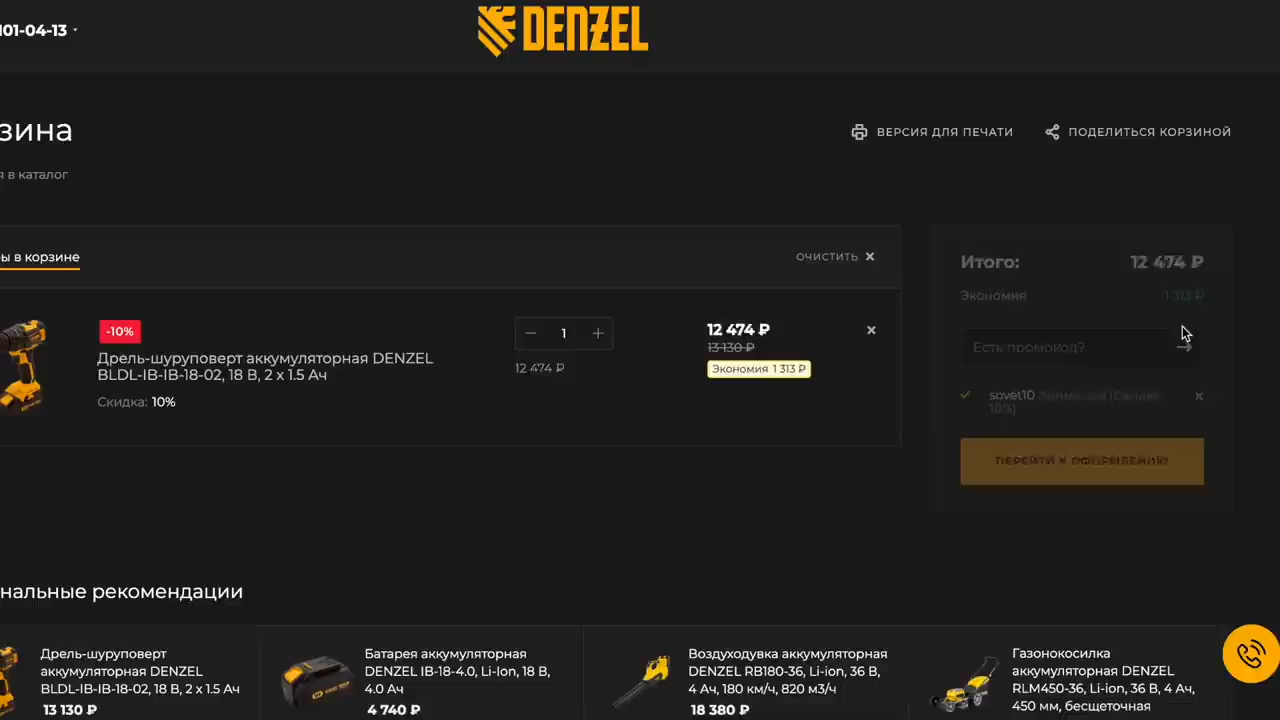 101-04-13
DENZEL
зина
ВЕРСИЯ ДЛЯ ПЕЧАТИ
ПОДЕЛИТЬСЯ КОРЗИНОЙ
я в каталог
ы в корзине
ОЧИСТИТЬ
-10%
Дрель-шуруповерт аккумуляторная DENZEL
BLDL-IB-IB-18-02, 18 В, 2 x 1.5 Ач
Скидка: 10%
1
12 474 ₽
12 474 ₽
13 130 ₽
Экономия 1 313 ₽
Итого: 12 474 ₽
Экономия 1 313 ₽
Есть промокод?
sovet10
ПЕРЕЙТИ К ОФОРМЛЕНИЮ
нальные рекомендации
Дрель-шуруповерт
аккумуляторная DENZEL
BLDL-IB-IB-18-02, 18 В, 2 x 1.5 Ач
13 130 ₽
Батарея аккумуляторная
DENZEL IB-18-4.0, Li-Ion, 18 В,
4.0 Ач
4 740 ₽
Воздуходувка аккумуляторная
DENZEL RB180-36, Li-ion, 36 В,
4 Ач, 180 км/ч, 820 м3/ч
18 380 ₽
Газонокосилка
аккумуляторная DENZEL
RLM450-36, Li-ion, 36 В, 4 Ач,
450 мм, бесщеточная